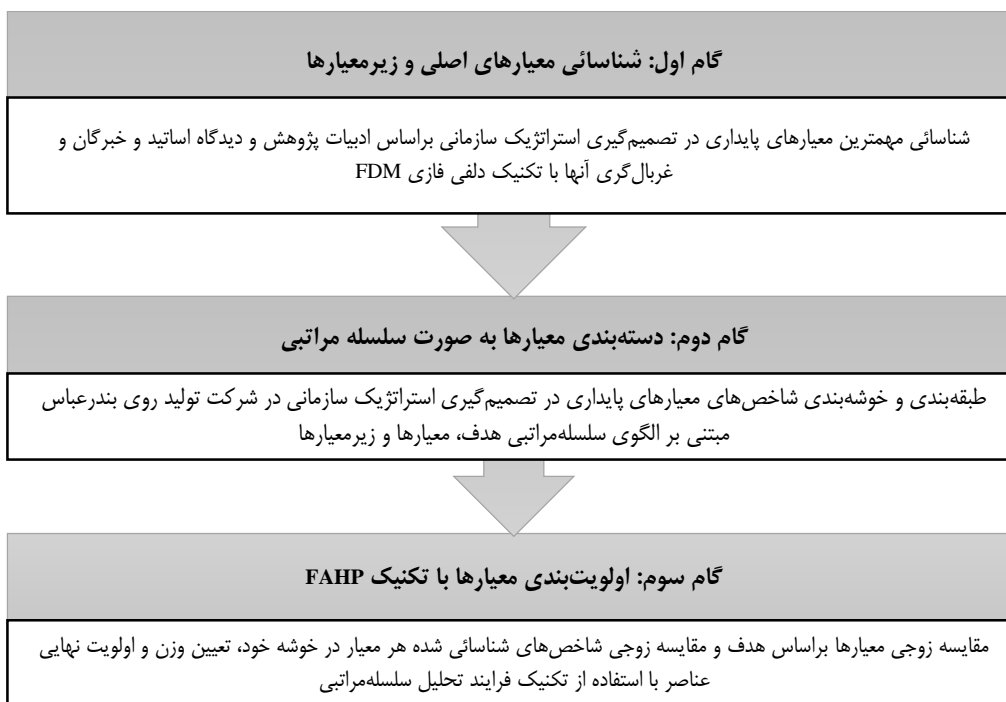 گام اول: شناسائی معیارهای اصلی و زیرمعیارها
شناسائی مهمترین معیارهای پایداری در تصمیم‌گیری استراتژیک سازمانی براساس ادبیات پژوهش و دیدگاه اساتید و خبرگان و
غربال‌گری آنها با تکنیک دلفی فازی FDM
گام دوم: دسته‌بندی معیارها به صورت سلسله مراتبی
طبقه‌بندی و خوشه‌بندی شاخص‌های معیارهای پایداری در تصمیم‌گیری استراتژیک سازمانی در شرکت تولید روی بندرعباس
مبتنی بر الگوی سلسله‌مراتبی هدف، معیارها و زیرمعیارها
گام سوم: اولویت‌بندی معیارها با تکنیک FAHP
مقایسه زوجی معیارها براساس هدف و مقایسه زوجی شاخص‌های شناسائی شده هر معیار در خوشه خود، تعیین وزن و اولویت نهایی
عناصر با استفاده از تکنیک فرایند تحلیل سلسله‌مراتبی